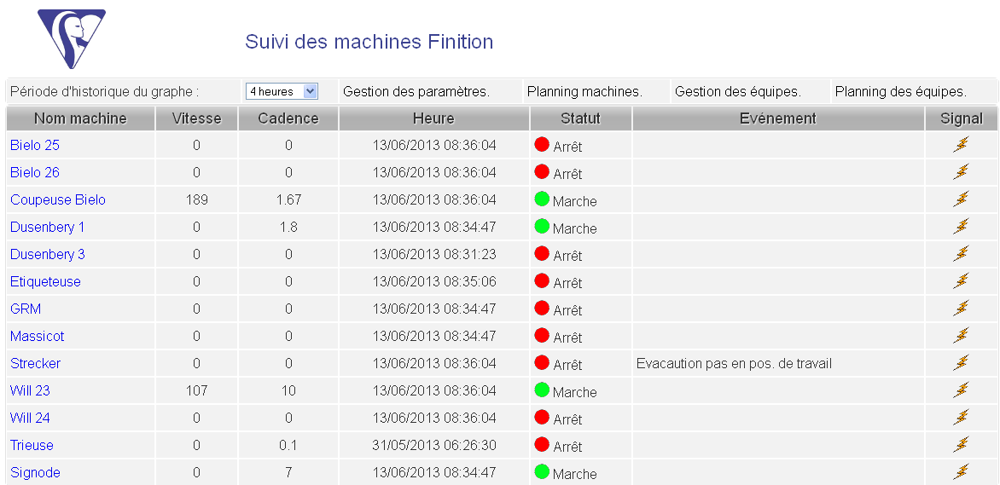 Suivi des machines Finition
Période d'historique du graphe : 4 heures Gestion des paramètres. Planning machines. Gestion des équipes. Planning des équipes.
Nom machine Vitesse Cadence Heure Statut Evénement Signal
Bielo 25 0 0 13/06/2013 08:36:04 Arrêt
Bielo 26 0 0 13/06/2013 08:36:04 Arrêt
Coupeuse Bielo 189 1.67 13/06/2013 08:36:04 Marche
Dusenbery 1 0 1.8 13/06/2013 08:34:47 Marche
Dusenbery 3 0 0 13/06/2013 08:31:23 Arrêt
Etiqueteuse 0 0 13/06/2013 08:35:06 Arrêt
GRM 0 0 13/06/2013 08:34:47 Arrêt
Massicot 0 0 13/06/2013 08:34:47 Arrêt
Strecker 0 0 13/06/2013 08:36:04 Arrêt Evacaution pas en pos. de travail
Will 23 107 10 13/06/2013 08:36:04 Marche
Will 24 0 0 13/06/2013 08:36:04 Arrêt
Trieuse 0 0.1 31/05/2013 06:26:30 Arrêt
Signode 0 7 13/06/2013 08:34:47 Marche